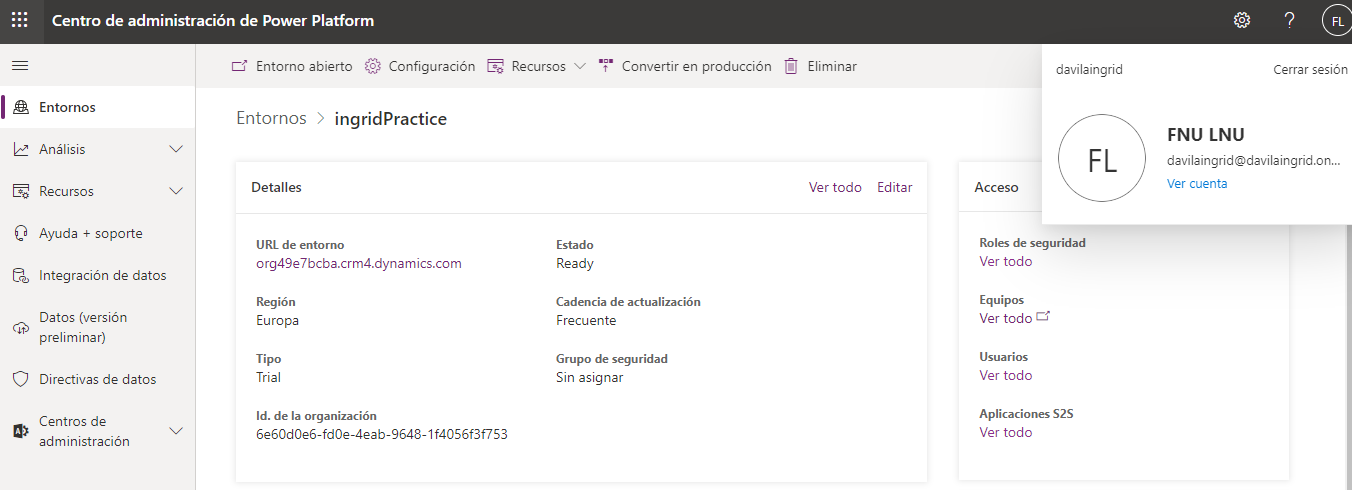 Centro de administración de Power Platform
?
FL
Entorno abierto
Configuración
Recursos
Convertir en producción
Eliminar
davilaingrid
Cerrar sesión
FL
FNU LNU
davilaingrid@davilaingrid.on...
Ver cuenta
Entornos
Análisis
Recursos
Ayuda + soporte
Integración de datos
Datos (versión
preliminar)
Directivas de datos
Centros de
administración
Entornos > ingridPractice
Detalles
Ver todo
Editar
URL de entorno
org49e7bcba.crm4.dynamics.com
Estado
Ready
Región
Europa
Cadencia de actualización
Frecuente
Tipo
Trial
Grupo de seguridad
Sin asignar
Id. de la organización
6e60d0e6-fd0e-4eab-9648-1f4056f3f753
Acceso
Roles de seguridad
Ver todo
Equipos
Ver todo
Usuarios
Ver todo
Aplicaciones S2S
Ver todo